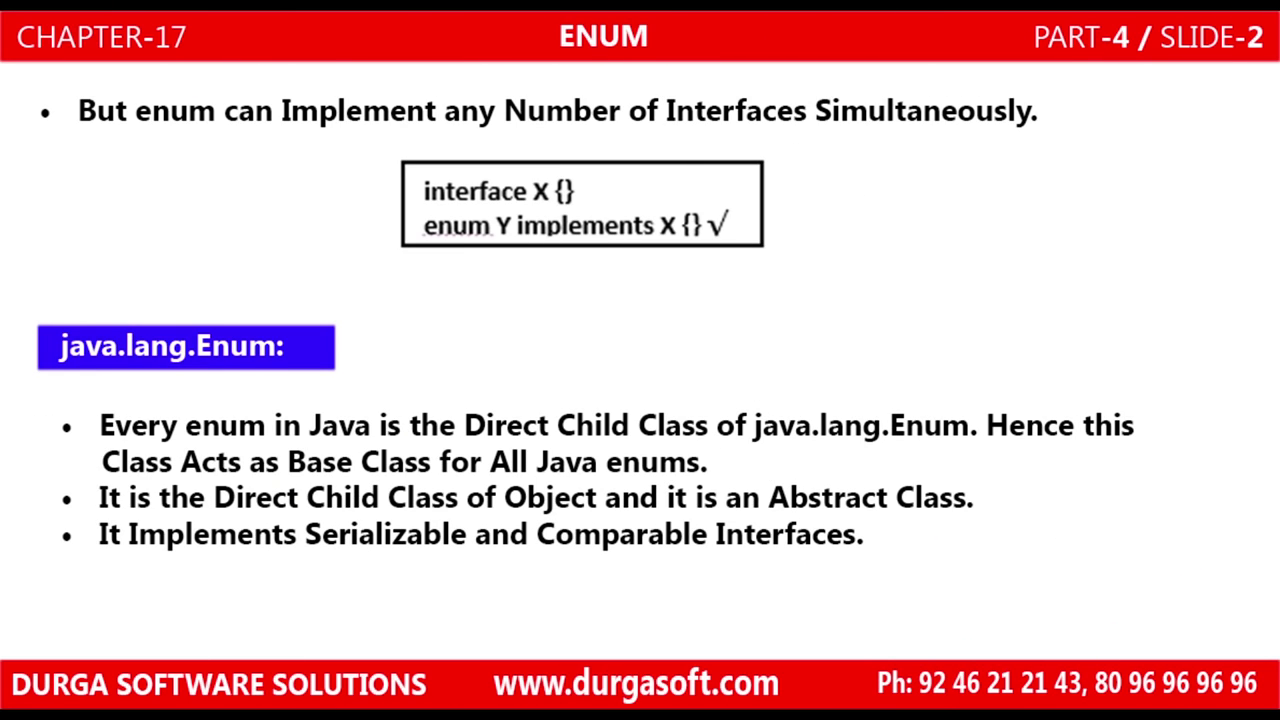 CHAPTER-17 ENUM PART-4 / SLIDE-2
• But enum can Implement any Number of Interfaces Simultaneously.
interface X {}
enum Y implements X {} √
java.lang.Enum:
• Every enum in Java is the Direct Child Class of java.lang.Enum. Hence this
Class Acts as Base Class for All Java enums.
• It is the Direct Child Class of Object and it is an Abstract Class.
• It Implements Serializable and Comparable Interfaces.
DURGA SOFTWARE SOLUTIONS www.durgasoft.com Ph: 92 46 21 21 43, 80 96 96 96 96